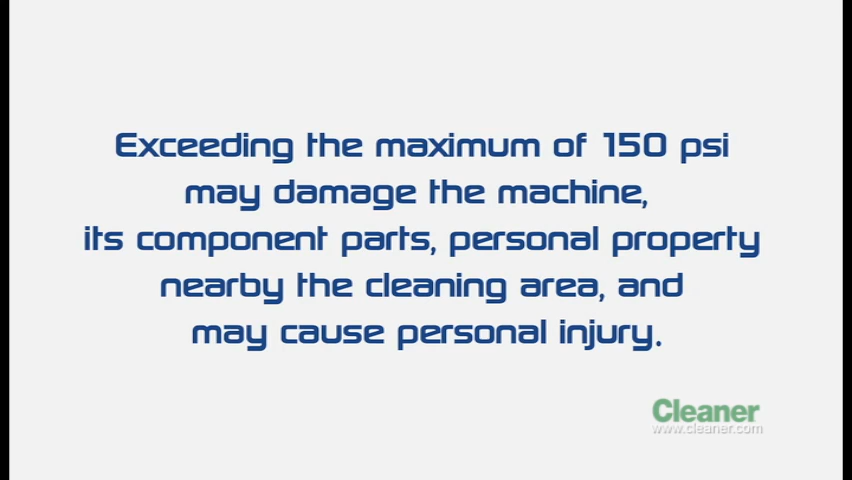 Exceeding the maximum of 150 psi
may damage the machine,
its component parts, personal property
nearby the cleaning area, and
may cause personal injury.
Cleaner
www.cleaner.com